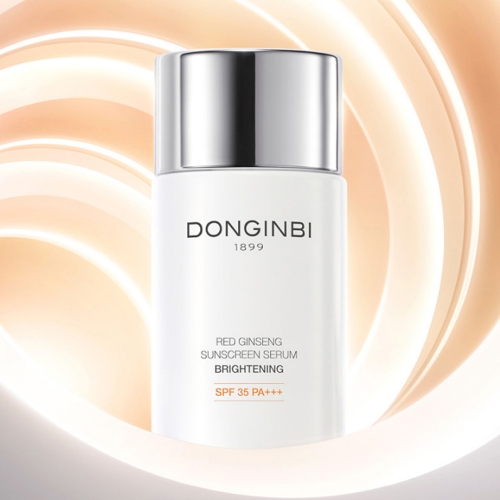 DONGINBI
1899
RED GINSENG
SUNSCREEN SERUM
BRIGHTENING
SPF 35 PA+++